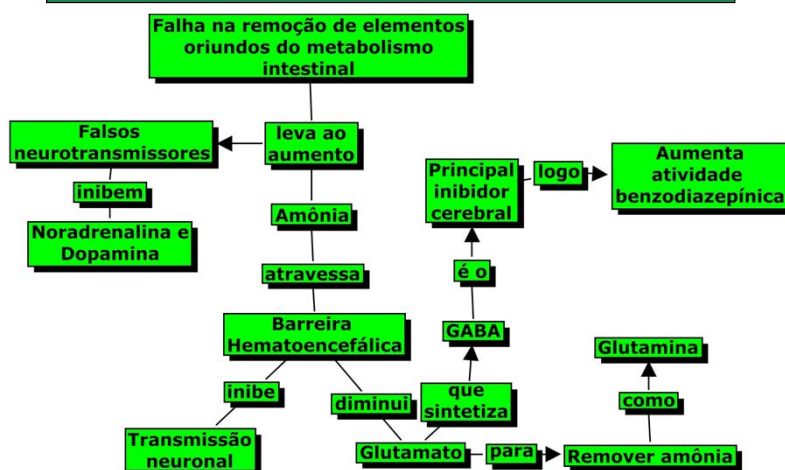 Falha na remoção de elementos
oriundos do metabolismo
intestinal
Falsos
neurotransmissores
leva ao
aumento
inibem
Noradrenalina e
Dopamina
Amônia
atravessa
Barreira
Hematoencefálica
inibe
Transmissão
neuronal
diminui
Glutamato
que
sintetiza
GABA
é o
Principal
inibidor
cerebral
logo
Aumenta
atividade
benzodiazepínica
para
Remover amônia
como
Glutamina